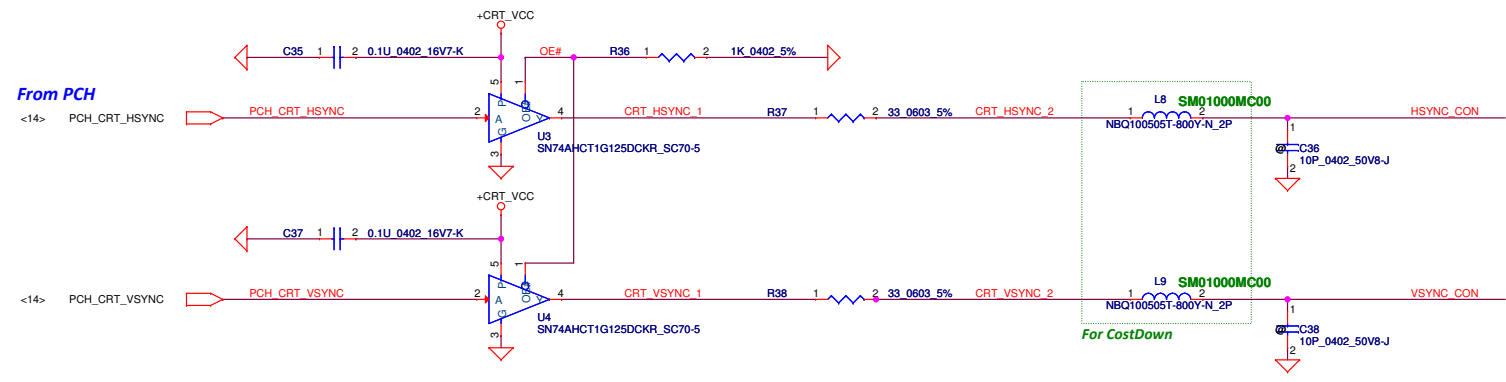 +CRT_VCC
C35 1 2 0.1U_0402_16V7-K
OE# R36 1 2 1K_0402_5%
5 1
P
OE#
From PCH
<14> PCH_CRT_HSYNC PCH_CRT_HSYNC 2 A Y 4 CRT_HSYNC_1 R37 1 2 33_0603_5% CRT_HSYNC_2 1 L8 2 SM01000MC00 HSYNC_CON
NBQ100505T-800Y-N_2P
G
3
U3
SN74AHCT1G125DCKR_SC70-5
1
@ C36
10P_0402_50V8-J
2
+CRT_VCC
C37 1 2 0.1U_0402_16V7-K
5 1
P
OE#
<14> PCH_CRT_VSYNC PCH_CRT_VSYNC 2 A Y 4 CRT_VSYNC_1 R38 1 2 33_0603_5% CRT_VSYNC_2 1 L9 2 SM01000MC00 VSYNC_CON
NBQ100505T-800Y-N_2P
G
3
U4
SN74AHCT1G125DCKR_SC70-5
For CostDown
1
@ C38
10P_0402_50V8-J
2